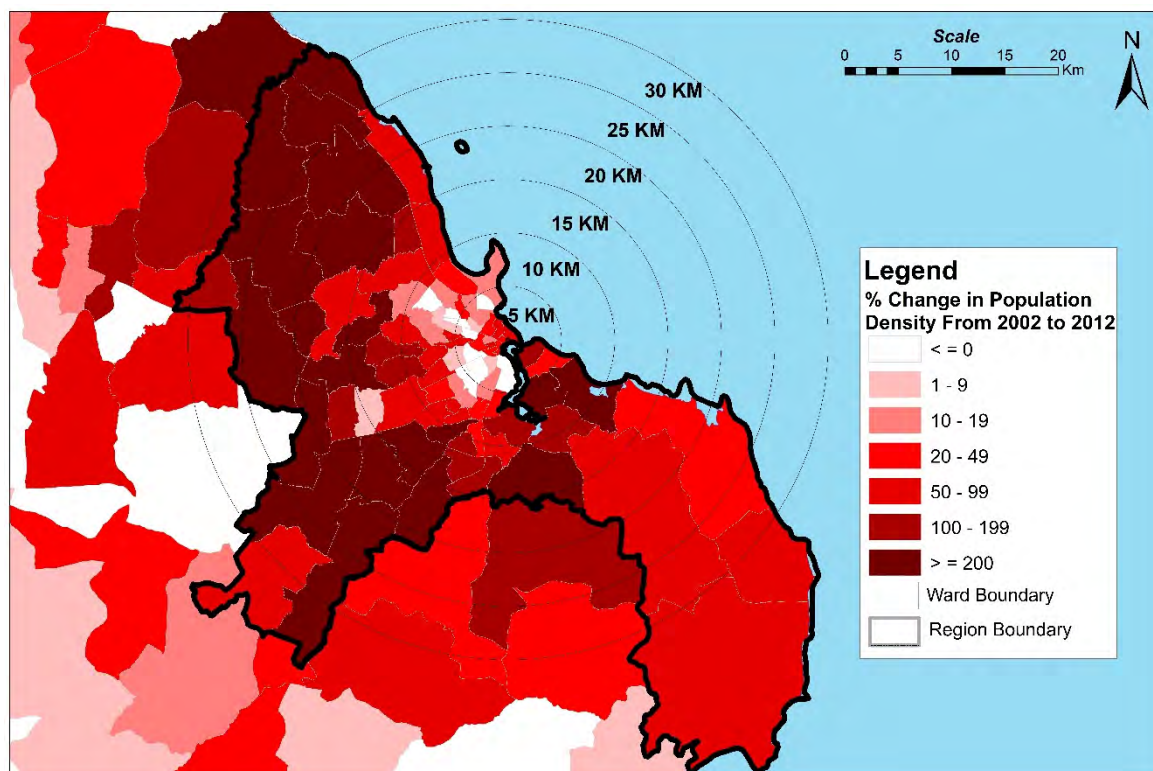 Scale
0 5 10 15 20
Km
N
30 KM
25 KM
20 KM
15 KM
10 KM
5 KM
Legend
% Change in Population
Density From 2002 to 2012
< = 0
1 - 9
10 - 19
20 - 49
50 - 99
100 - 199
> = 200
Ward Boundary
Region Boundary